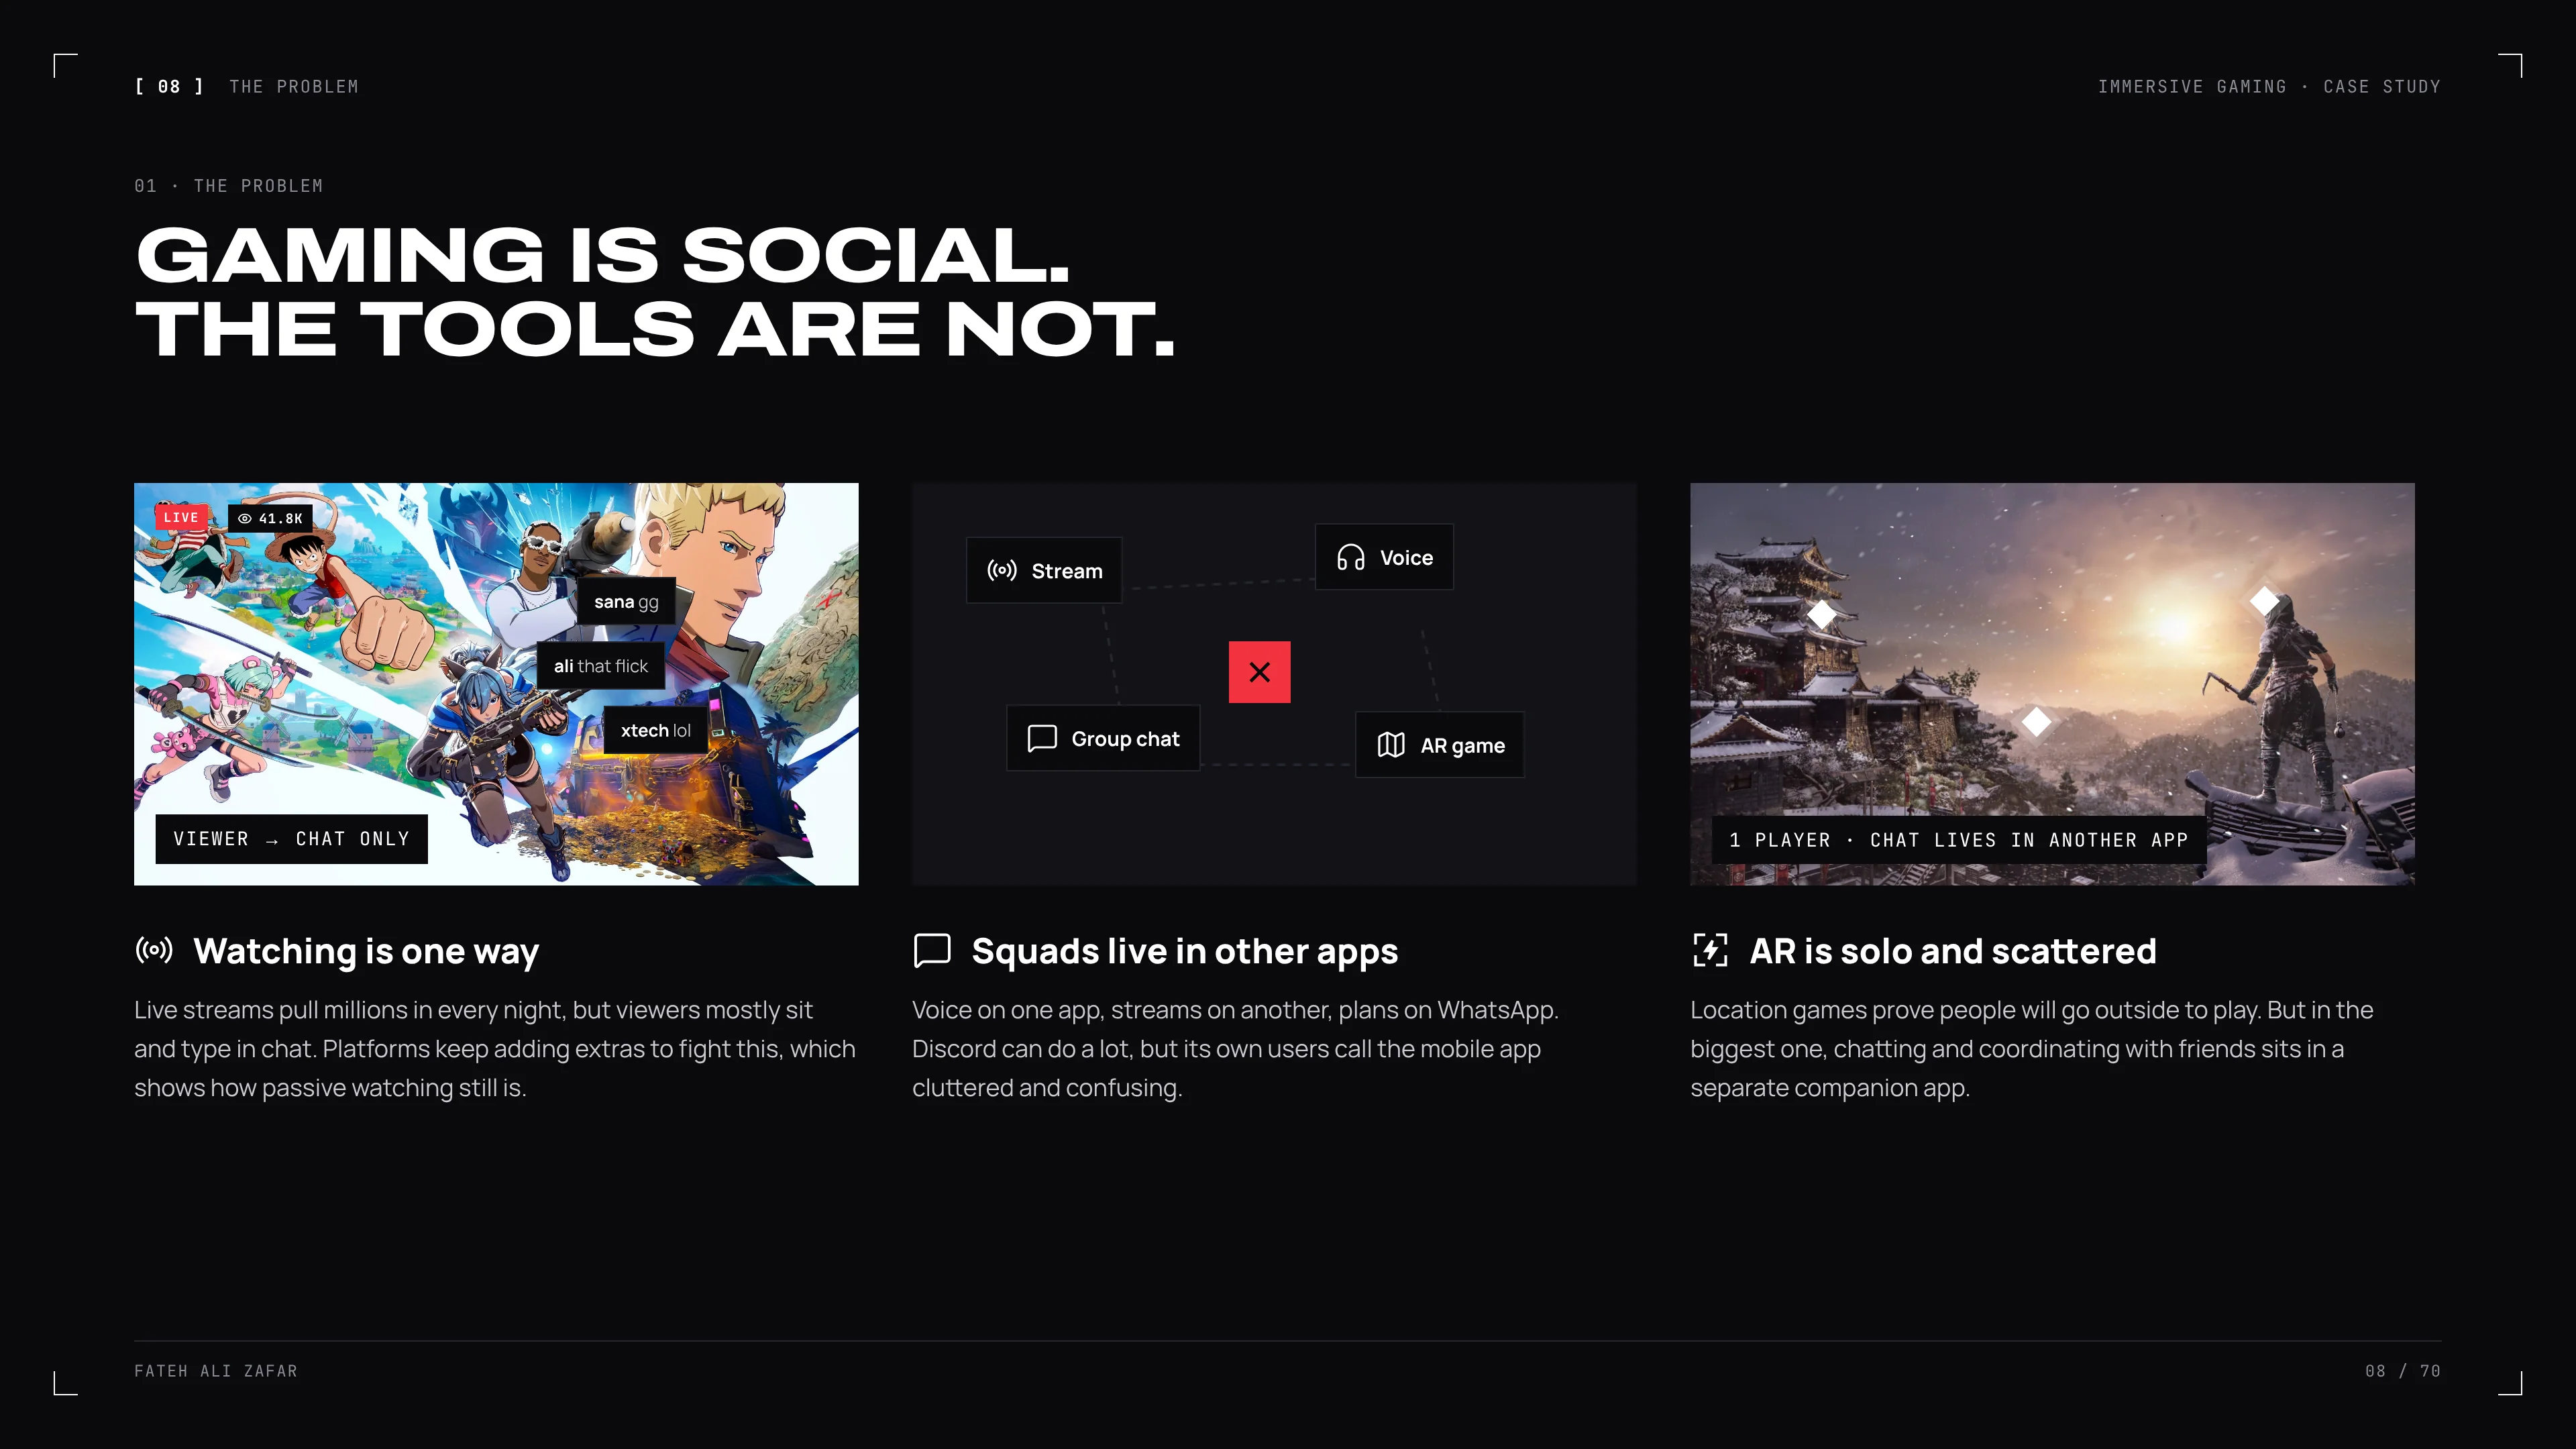 [ 08 ] THE PROBLEM
IMMERSIVE GAMING · CASE STUDY
01 · THE PROBLEM
GAMING IS SOCIAL.
THE TOOLS ARE NOT.
LIVE
41.8K
sana gg
ali that flick
xtech lol
VIEWER → CHAT ONLY
Stream
Voice
Group chat
AR game
1 PLAYER · CHAT LIVES IN ANOTHER APP
Watching is one way
Live streams pull millions in every night, but viewers mostly sit
and type in chat. Platforms keep adding extras to fight this, which
shows how passive watching still is.
Squads live in other apps
Voice on one app, streams on another, plans on WhatsApp.
Discord can do a lot, but its own users call the mobile app
cluttered and confusing.
AR is solo and scattered
Location games prove people will go outside to play. But in the
biggest one, chatting and coordinating with friends sits in a
separate companion app.
FATEH ALI ZAFAR
08 / 70